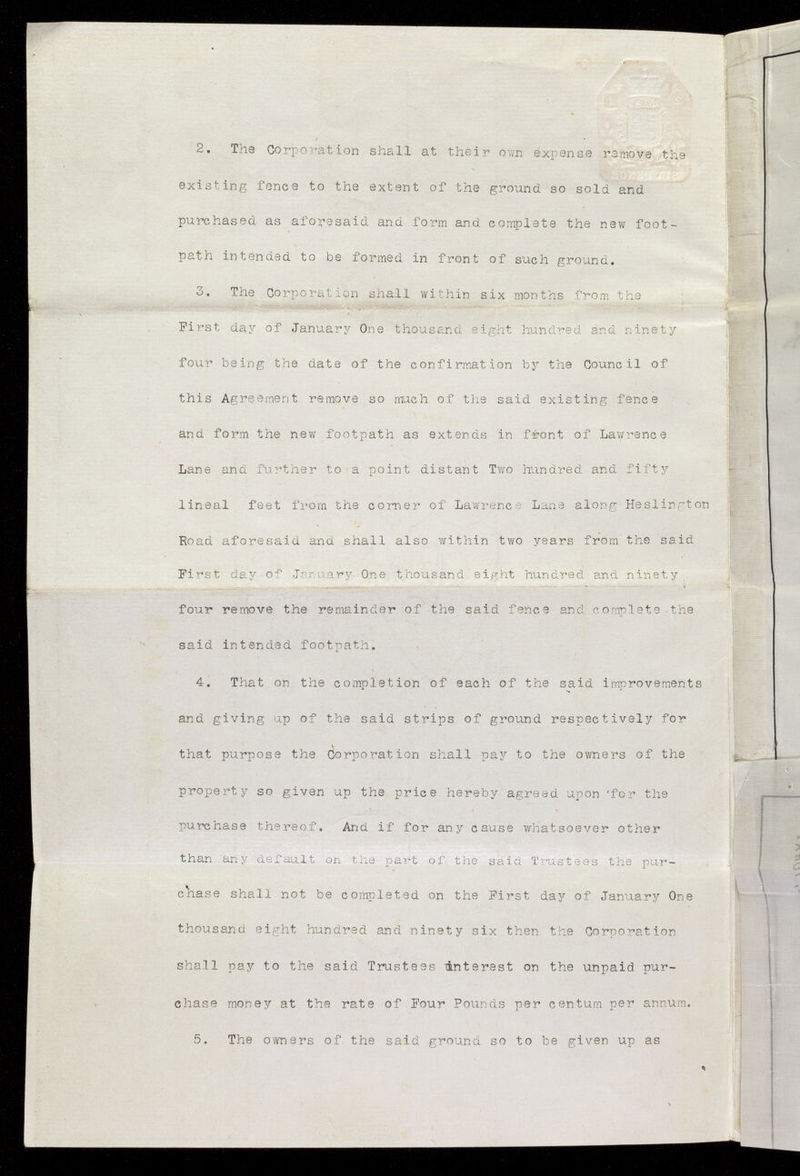 2. The Corporation shall at their own expense remove the
existing fence to the extent of the ground so sold and
purchased as aforesaid and form and complete the new foot-
path intended to be formed in front of such ground.
3. The Corporation shall within six months from the
First day of January One thousand eight hundred and ninety
four being the date of the confirmation by the Council of
this Agreement remove so much of the said existing fence
and form the new footpath as extends in front of Lawrence
Lane and further to a point distant Two hundred and fifty
lineal feet from the corner of Lawrence Lane along Heslington
Road aforesaid and shall also within two years from the said
First day of January One thousand eight hundred and ninety
four remove the remainder of the said fence and complete the
said intended footpath.
4. That on the completion of each of the said improvements
and giving up of the said strips of ground respectively for
that purpose the Corporation shall pay to the owners of the
property so given up the price hereby agreed upon for the
purchase thereof. And if for any cause whatsoever other
than any default on the part of the said Trustees the pur-
chase shall not be completed on the First day of January One
thousand eight hundred and ninety six then the Corporation
shall pay to the said Trustees interest on the unpaid pur-
chase money at the rate of Four Pounds per centum per annum.
5. The owners of the said ground so to be given up as